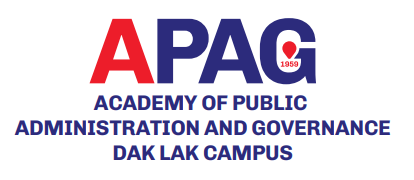 APAG
1959
ACADEMY OF PUBLIC
ADMINISTRATION AND GOVERNANCE
DAK LAK CAMPUS